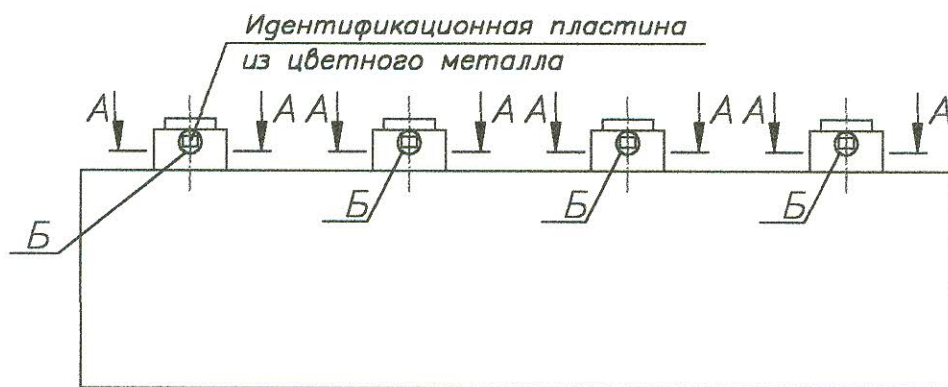 Идентификационная пластина
из цветного металла
А А А А А А А А
Б Б Б Б